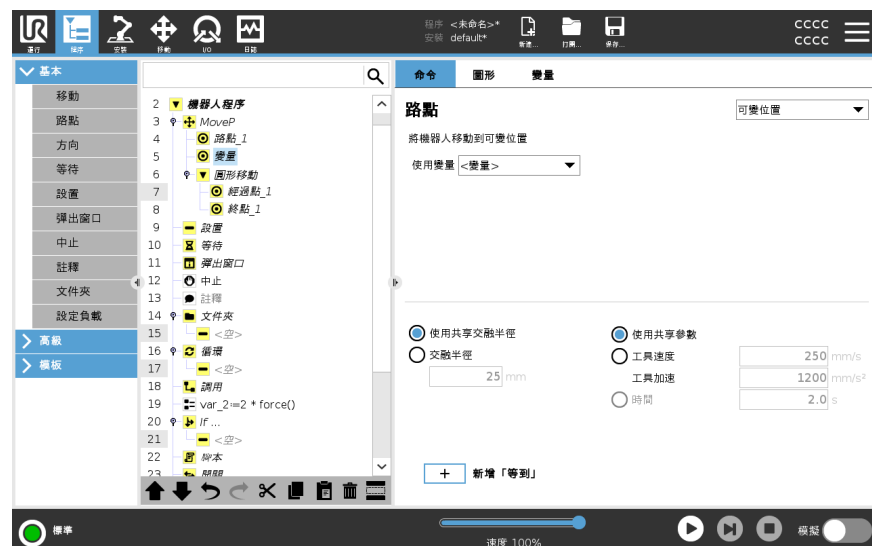 UR
運行
程序
安裝
移動
I/O
日誌
程序 <未命名>*
安裝 default*
新建...
打開...
保存...
CCCC
CCCC
基本
移動
路點
方向
等待
設置
彈出窗口
中止
註釋
文件夾
設定負載
高級
模板
2 機器人程序
3 MoveP
4 路點_1
5 變量
6 圓形移動
7 經過點_1
8 終點_1
9 設置
10 等待
11 彈出窗口
12 中止
13 註釋
14 文件夾
15 <空>
16 循環
17 <空>
18 調用
19 var_2:=2 * force()
20 If ...
21 <空>
22 腳本
23
命令 圖形 變量
路點
可變位置
將機器人移動到可變位置
使用變量 <變量>
使用共享交融半徑
交融半徑
25 mm
使用共享參數
工具速度 250 mm/s
工具加速 1200 mm/s²
時間 2.0 s
+ 新增「等到」
標準
速度 100%
模擬